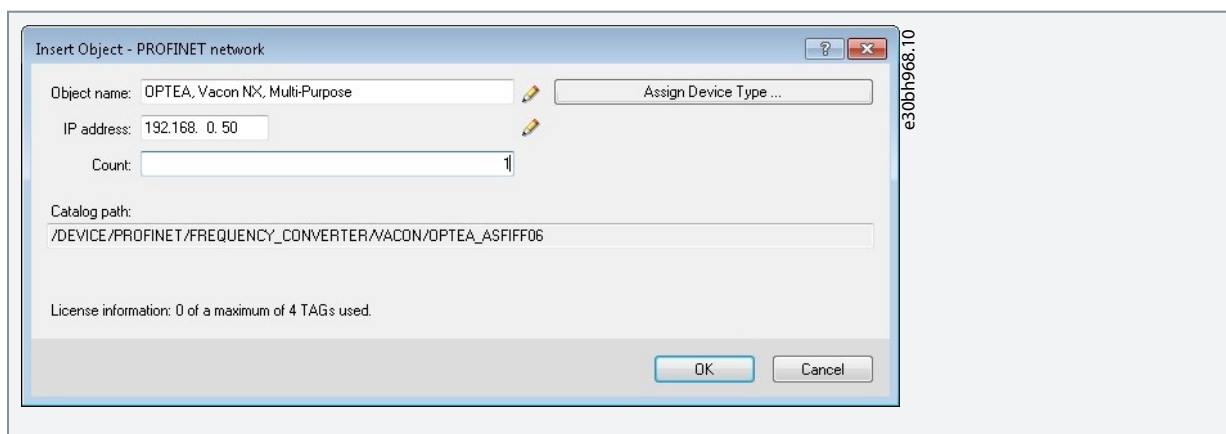 Insert Object - PROFINET network
?
Object name: OPTEA, Vacon NX, Multi-Purpose
Assign Device Type ...
IP address: 192.168. 0. 50
Count: 1
Catalog path:
/DEVICE/PROFINET/FREQUENCY_CONVERTER/VACON/OPTEA_ASFIFF06
License information: 0 of a maximum of 4 TAGs used.
OK
Cancel
e30bh968.10